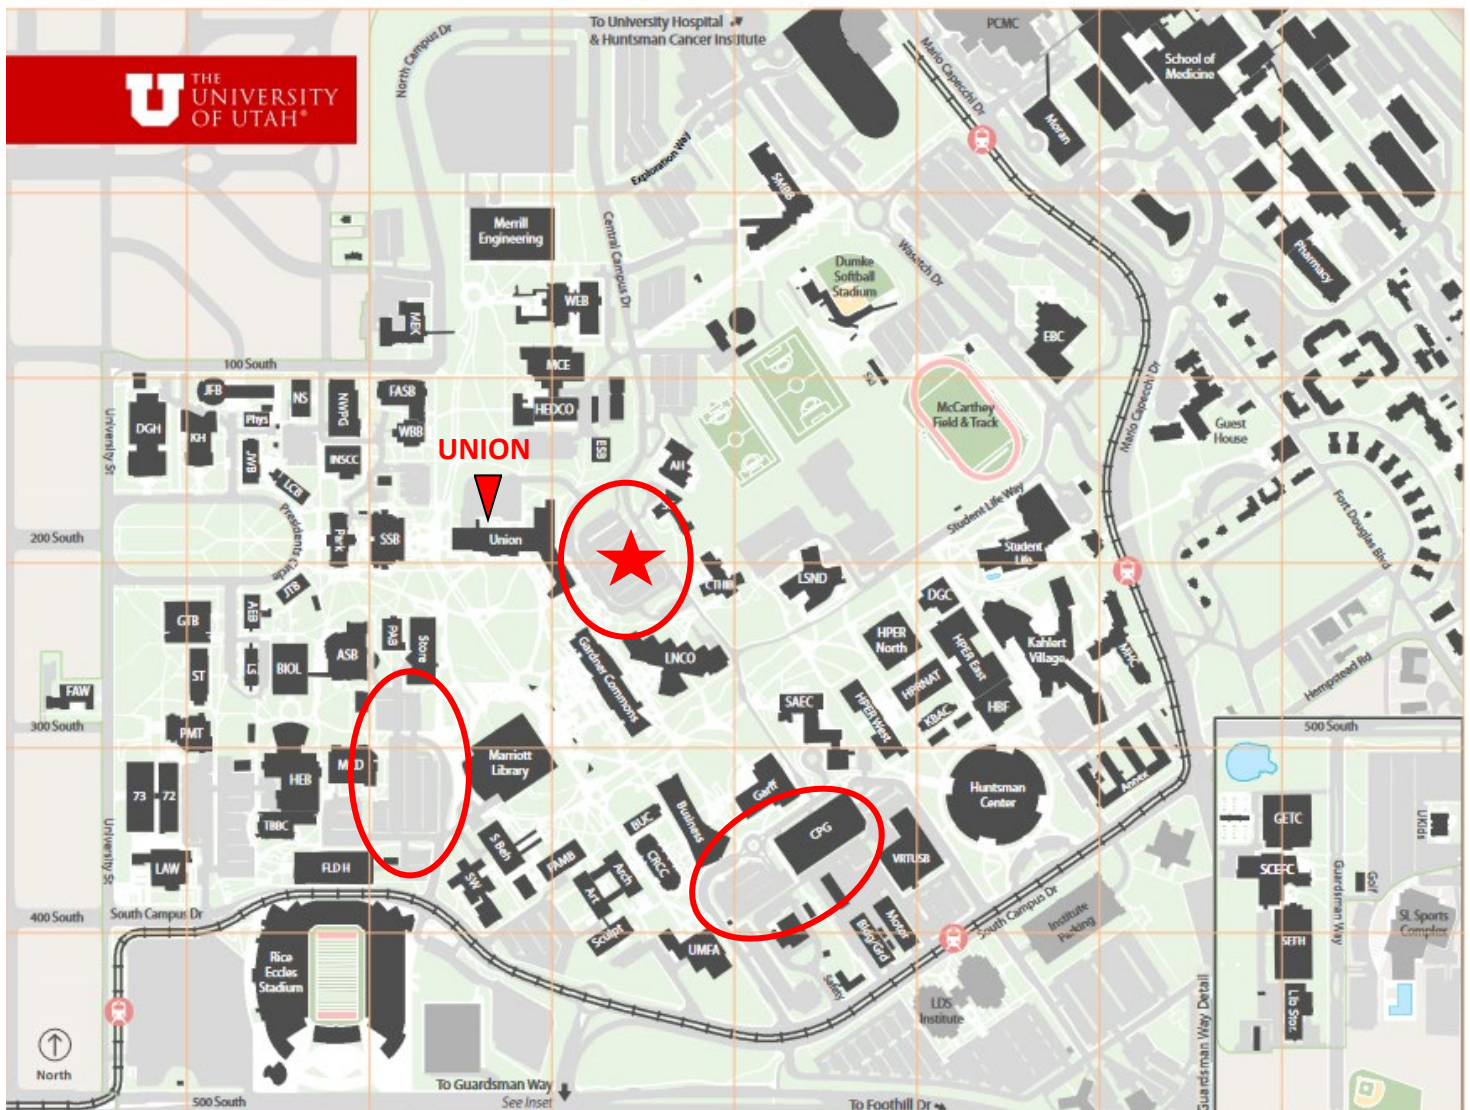 To University Hospital
& Huntsman Cancer Institute
PCMC
North Campus Dr
Mario Capecchi Dr
School of
Medicine
THE
UNIVERSITY
OF UTAH®
Moran
Exploration Way
SMBB
Merrill
Engineering
Central Campus Dr
Wasatch Dr
Dumke
Softball
Stadium
Pharmacy
WEB
MEK
EBC
100 South
MCE
Mario Capecchi Dr
JFB
NS
NWPG
FASB
HEDCO
McCarthey
Field & Track
Guest
House
University St
DGH
KH
Phys
WBB
UNION
ESB
JWB
INSCC
AH
LCB
Student Life Way
Fort Douglas Blvd
200 South
Presidents Circle
Park
SSB
Union
Student
Life
CTIHB
LSND
JTB
DGC
GTB
AEB
PAB
Store
HPER
North
HPER East
Kahlert
Village
MHC
ASB
Gardner Commons
LNCO
ST
LS
BIOL
HPRNAT
Hempstead Rd
FAW
SAEC
HPER West
KBAC
HBF
300 South
PMT
500 South
Marriott
Library
HEB
Garff
Huntsman
Center
Annex
73
72
Business
BUC
CPG
GETC
UKids
TBBC
S Beh
CRCC
VRTUSB
University St
LAW
FLD H
FAMB
SW
Arch
Art
SCEFC
Golf
Guardsman Way
South Campus Dr
400 South
Sculpt
Motor
Bldg/Grd
South Campus Dr
Institute
Parking
SL Sports
Complex
UMFA
SETH
Rice
Eccles
Stadium
Safety
LDS
Institute
Guardsman Way Detail
Lfb Stor.
North
To Guardsman Way
See Inset
500 South
To Foothill Dr